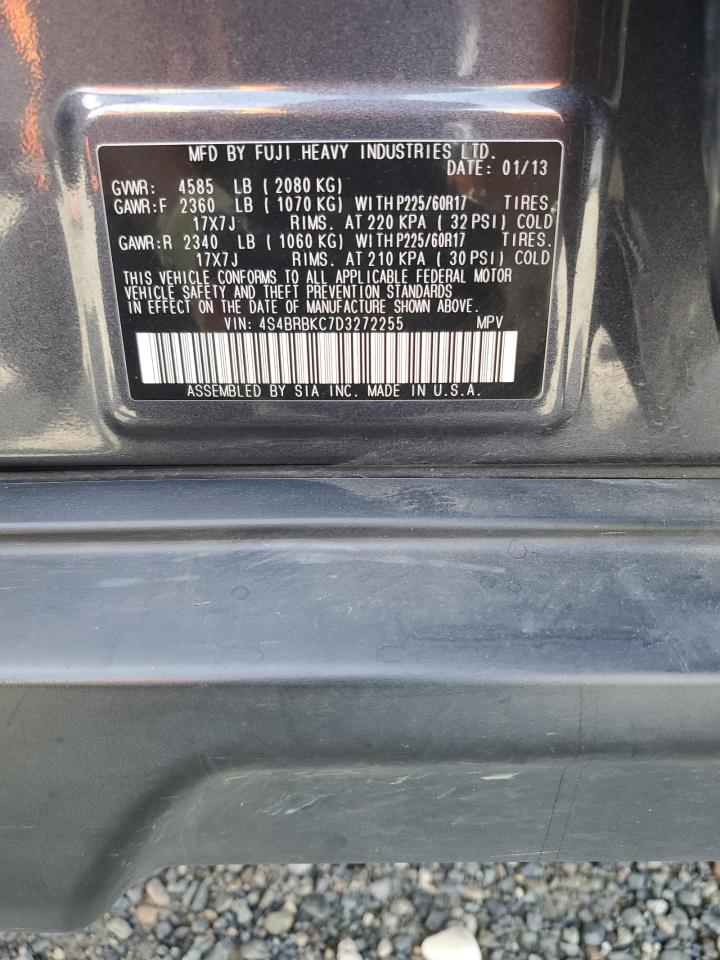 MFD BY FUJI HEAVY INDUSTRIES LTD.
DATE: 01/13
GVWR: 4585 LB ( 2080 KG)
GAWR:F 2360 LB ( 1070 KG) WITH P225/60R17 TIRES.
17X7J RIMS. AT 220 KPA ( 32 PSI) COLD
GAWR:R 2340 LB ( 1060 KG) WITH P225/60R17 TIRES.
17X7J RIMS. AT 210 KPA ( 30 PSI) COLD
THIS VEHICLE CONFORMS TO ALL APPLICABLE FEDERAL MOTOR
VEHICLE SAFETY AND THEFT PREVENTION STANDARDS
IN EFFECT ON THE DATE OF MANUFACTURE SHOWN ABOVE.
VIN: 4S4BRBKC7D3272255 MPV
ASSEMBLED BY SIA INC. MADE IN U.S.A.